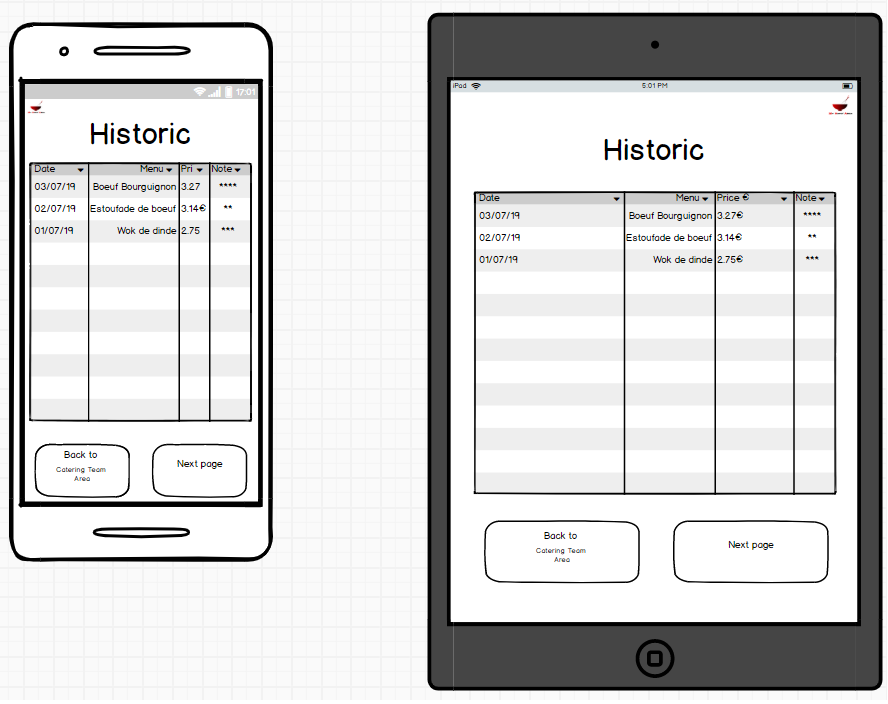 17:01
Historic
Date Menu Pri Note
03/07/19 Boeuf Bourguignon 3.27 ****
02/07/19 Estoufade de boeuf 3.14€ **
01/07/19 Wok de dinde 2.75 ***
Back to
Catering Team
Area
Next page
iPod 5:01 PM
Historic
Date Menu Price € Note
03/07/19 Boeuf Bourguignon 3.27€ ****
02/07/19 Estoufade de boeuf 3.14€ **
01/07/19 Wok de dinde 2.75€ ***
Back to
Catering Team
Area
Next page